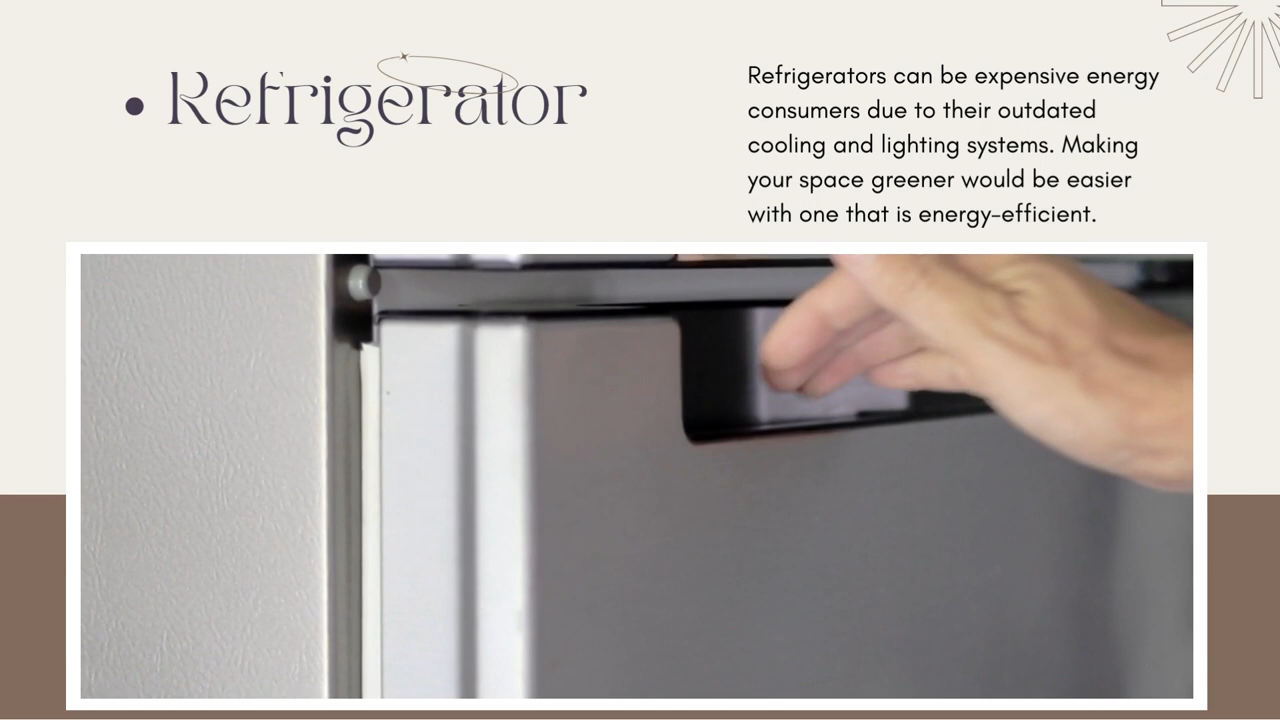 • Refrigerator
Refrigerators can be expensive energy
consumers due to their outdated
cooling and lighting systems. Making
your space greener would be easier
with one that is energy-efficient.